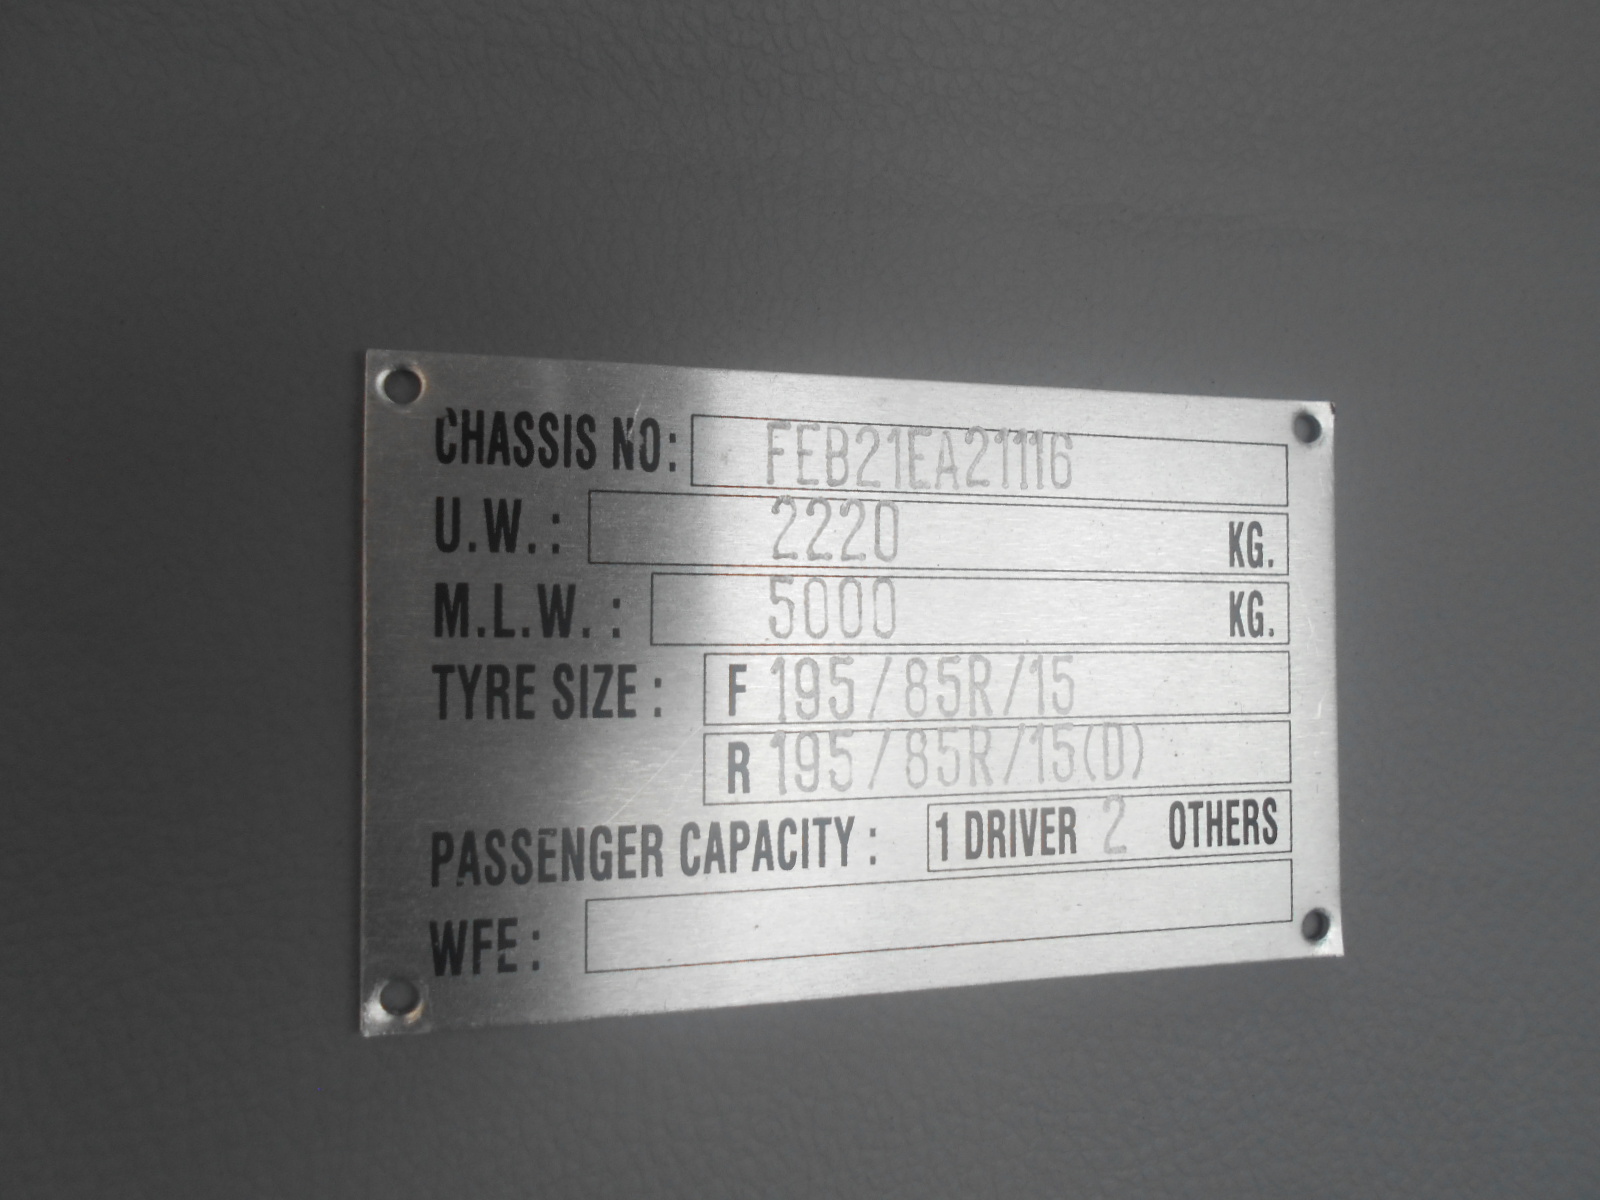 CHASSIS NO: FEB21EA21116
U.W.: 2220 KG.
M.L.W.: 5000 KG.
TYRE SIZE: F 195/85R/15
R 195/85R/15(D)
PASSENGER CAPACITY: 1 DRIVER 2 OTHERS
WFE: